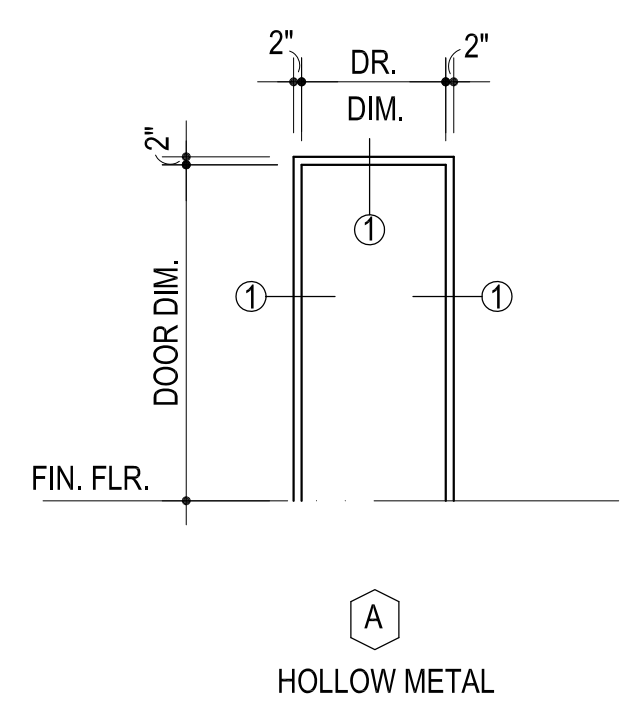 2" DR. 2"
DIM.
2"
1
DOOR DIM.
1 1
FIN. FLR.
A
HOLLOW METAL